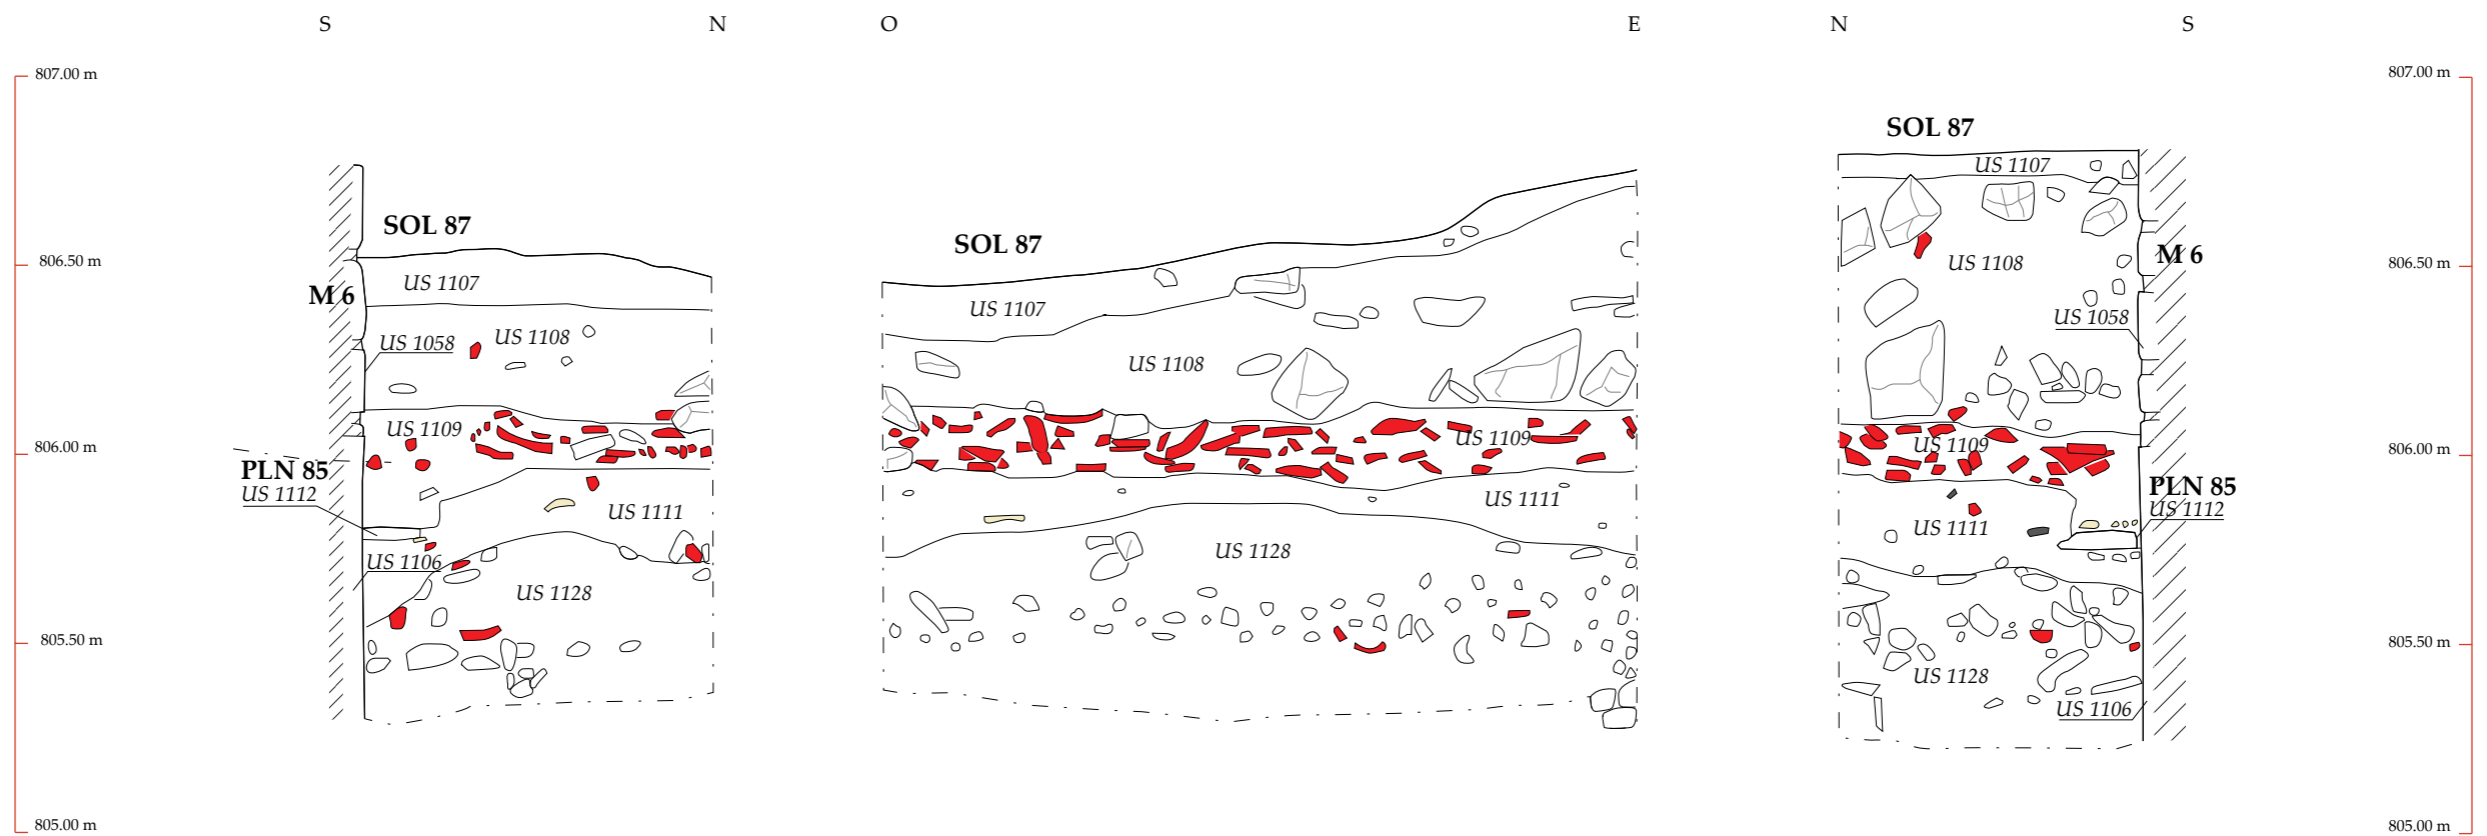 S
N
O
E
N
S
807.00 m
806.50 m
806.00 m
805.50 m
805.00 m
SOL 87
US 1107
M 6
US 1058
US 1108
US 1109
PLN 85
US 1112
US 1111
US 1106
US 1128
SOL 87
US 1107
US 1108
US 1109
US 1111
US 1128
SOL 87
US 1107
US 1108
M 6
US 1058
US 1109
PLN 85
US 1112
US 1111
US 1128
US 1106
807.00 m
806.50 m
806.00 m
805.50 m
805.00 m